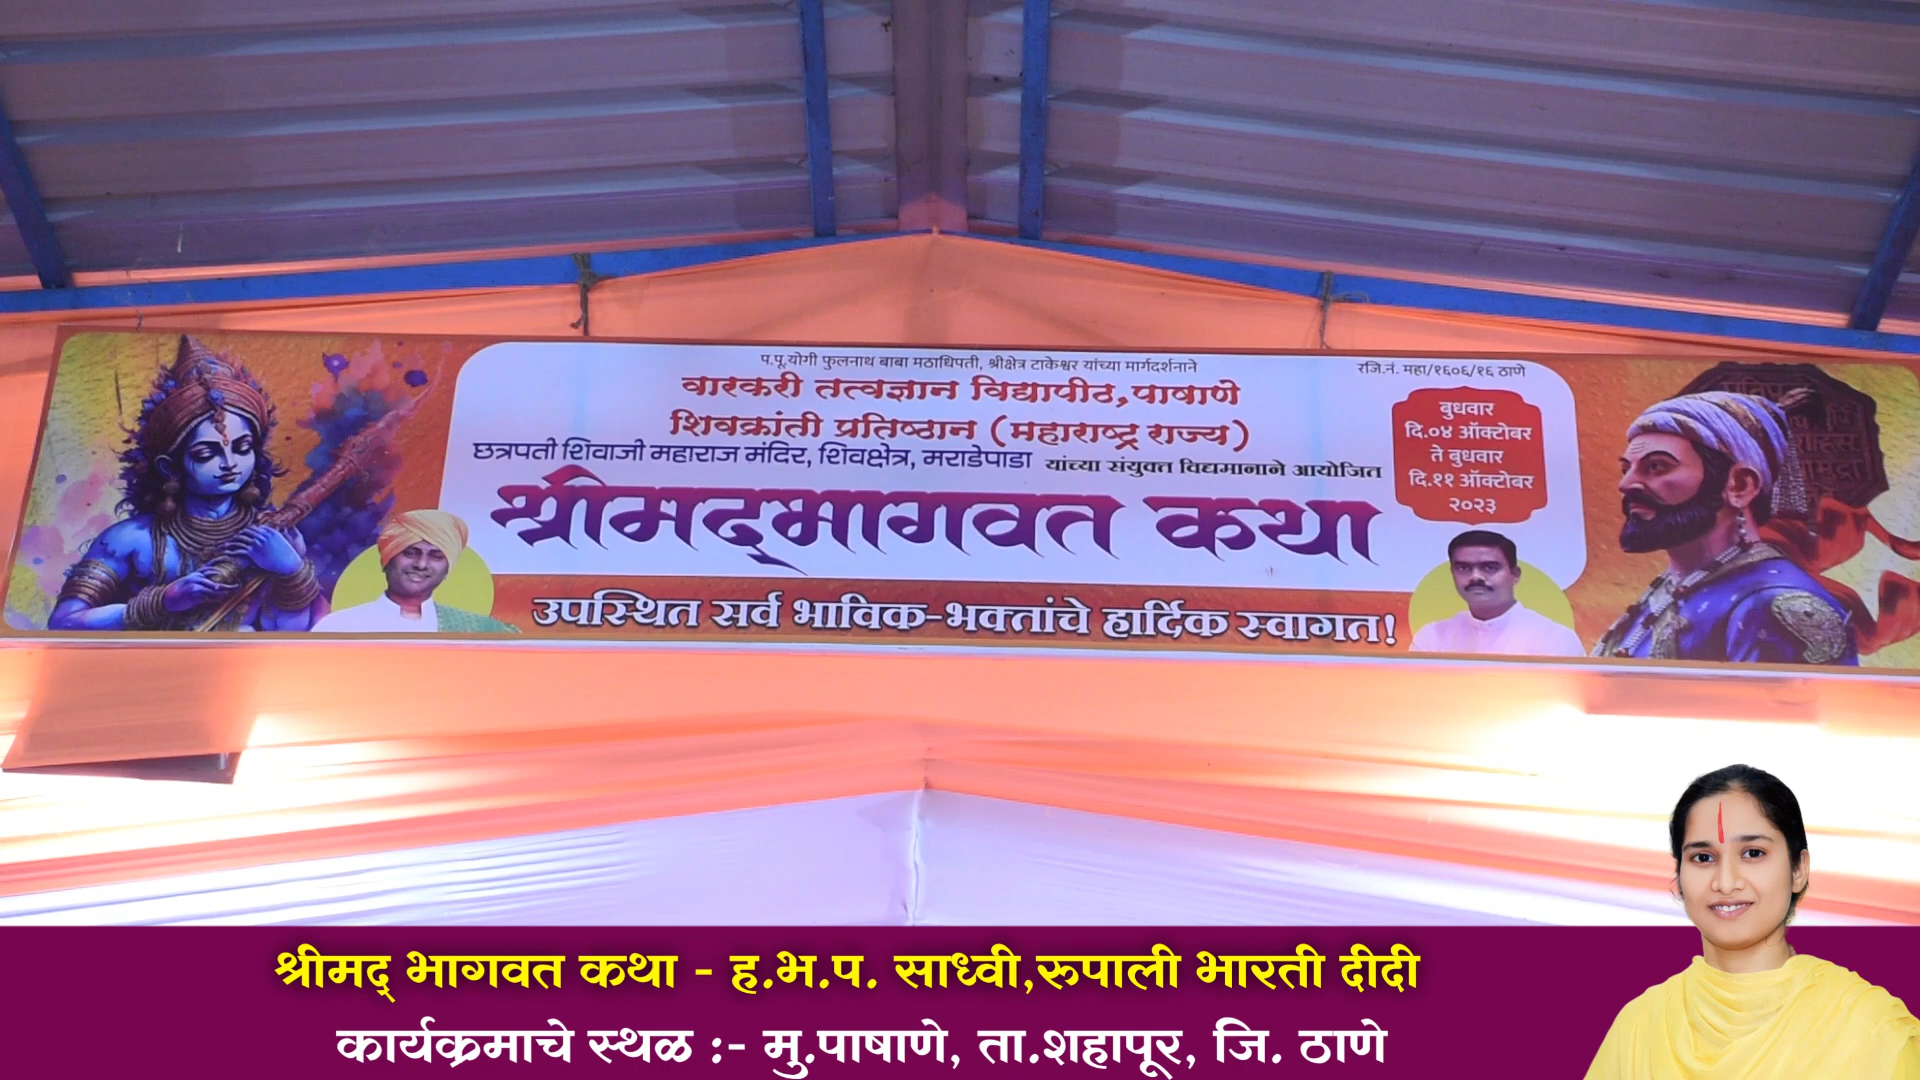 प.पू.योगी फुलनाथ बाबा मठाधिपती, श्रीक्षेत्र टाकेश्वर यांच्या मार्गदर्शनाने
रजि.नं. महा/१६०६/१६ ठाणे
वारकरी तत्वज्ञान विद्यापीठ,पाषाणे
शिवक्रांती प्रतिष्ठान (महाराष्ट्र राज्य)
छत्रपती शिवाजी महाराज मंदिर, शिवक्षेत्र, मराडेपाडा यांच्या संयुक्त विद्यमानाने आयोजित
श्रीमद्भागवत कथा
बुधवार
दि.०४ ऑक्टोबर
ते बुधवार
दि.११ ऑक्टोबर
२०२३
उपस्थित सर्व भाविक-भक्तांचे हार्दिक स्वागत!
श्रीमद् भागवत कथा - ह.भ.प. साध्वी,रुपाली भारती दीदी
कार्यक्रमाचे स्थळ :- मु.पाषाणे, ता.शहापूर, जि. ठाणे